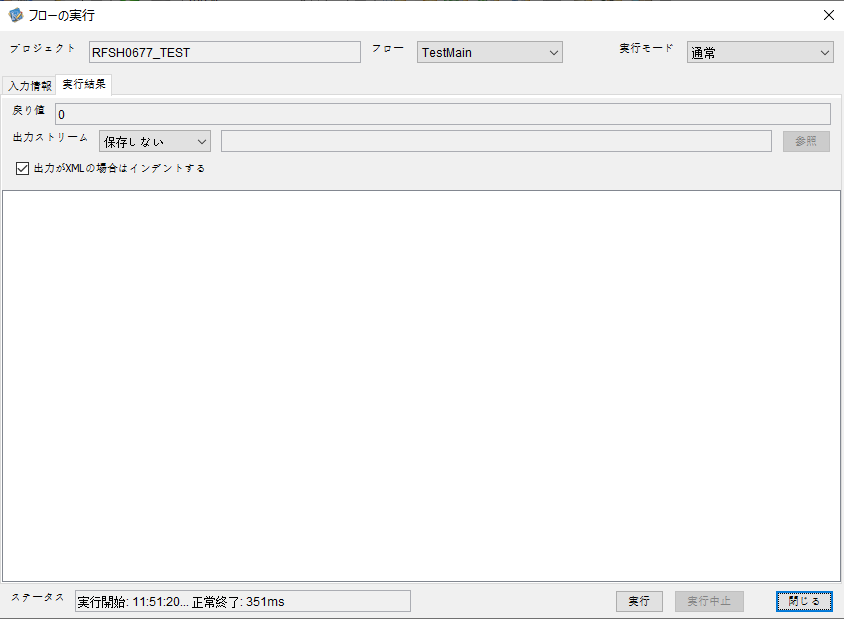 フローの実行
プロジェクト RFSH0677_TEST フロー TestMain 実行モード 通常
入力情報 実行結果
戻り値 0
出力ストリーム 保存しない 参照
出力がXMLの場合はインデントする
ステータス 実行開始: 11:51:20... 正常終了: 351ms 実行 実行中止 閉じる